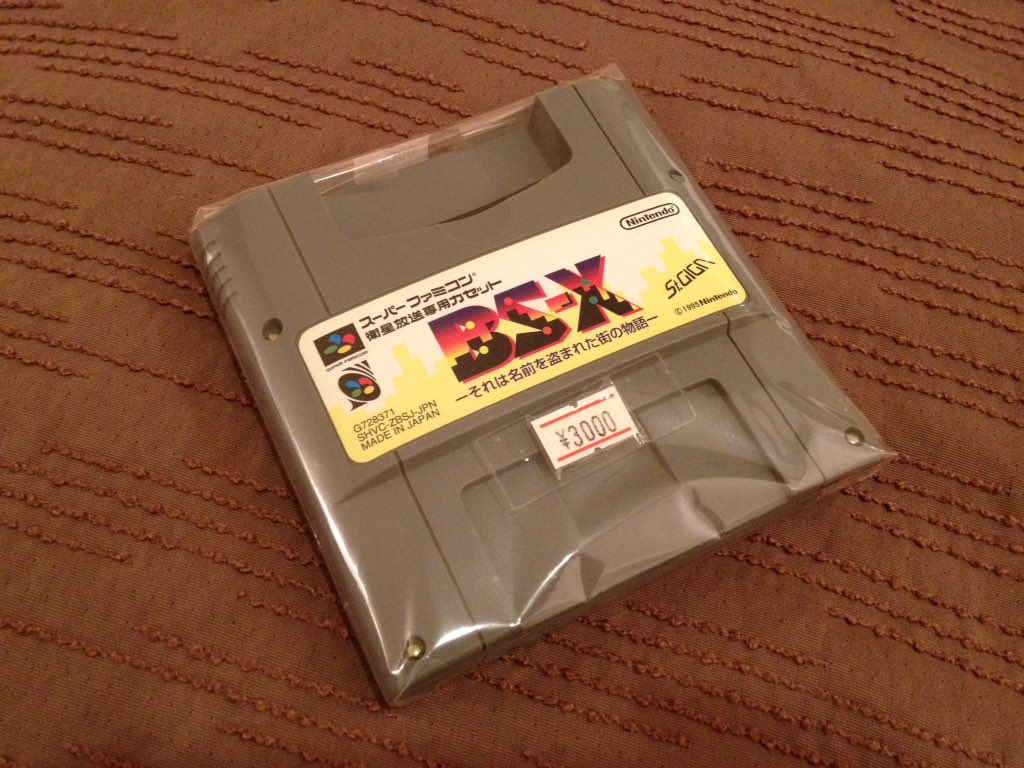 Nintendo
スーパーファミコン®
衛星放送専用カセット
BS-X
St.GIGA
©1995 Nintendo
ーそれは名前を盗まれた街の物語ー
SUPER FAMICOM
G728371
SHVC-ZBSJ-JPN
MADE IN JAPAN
¥3000